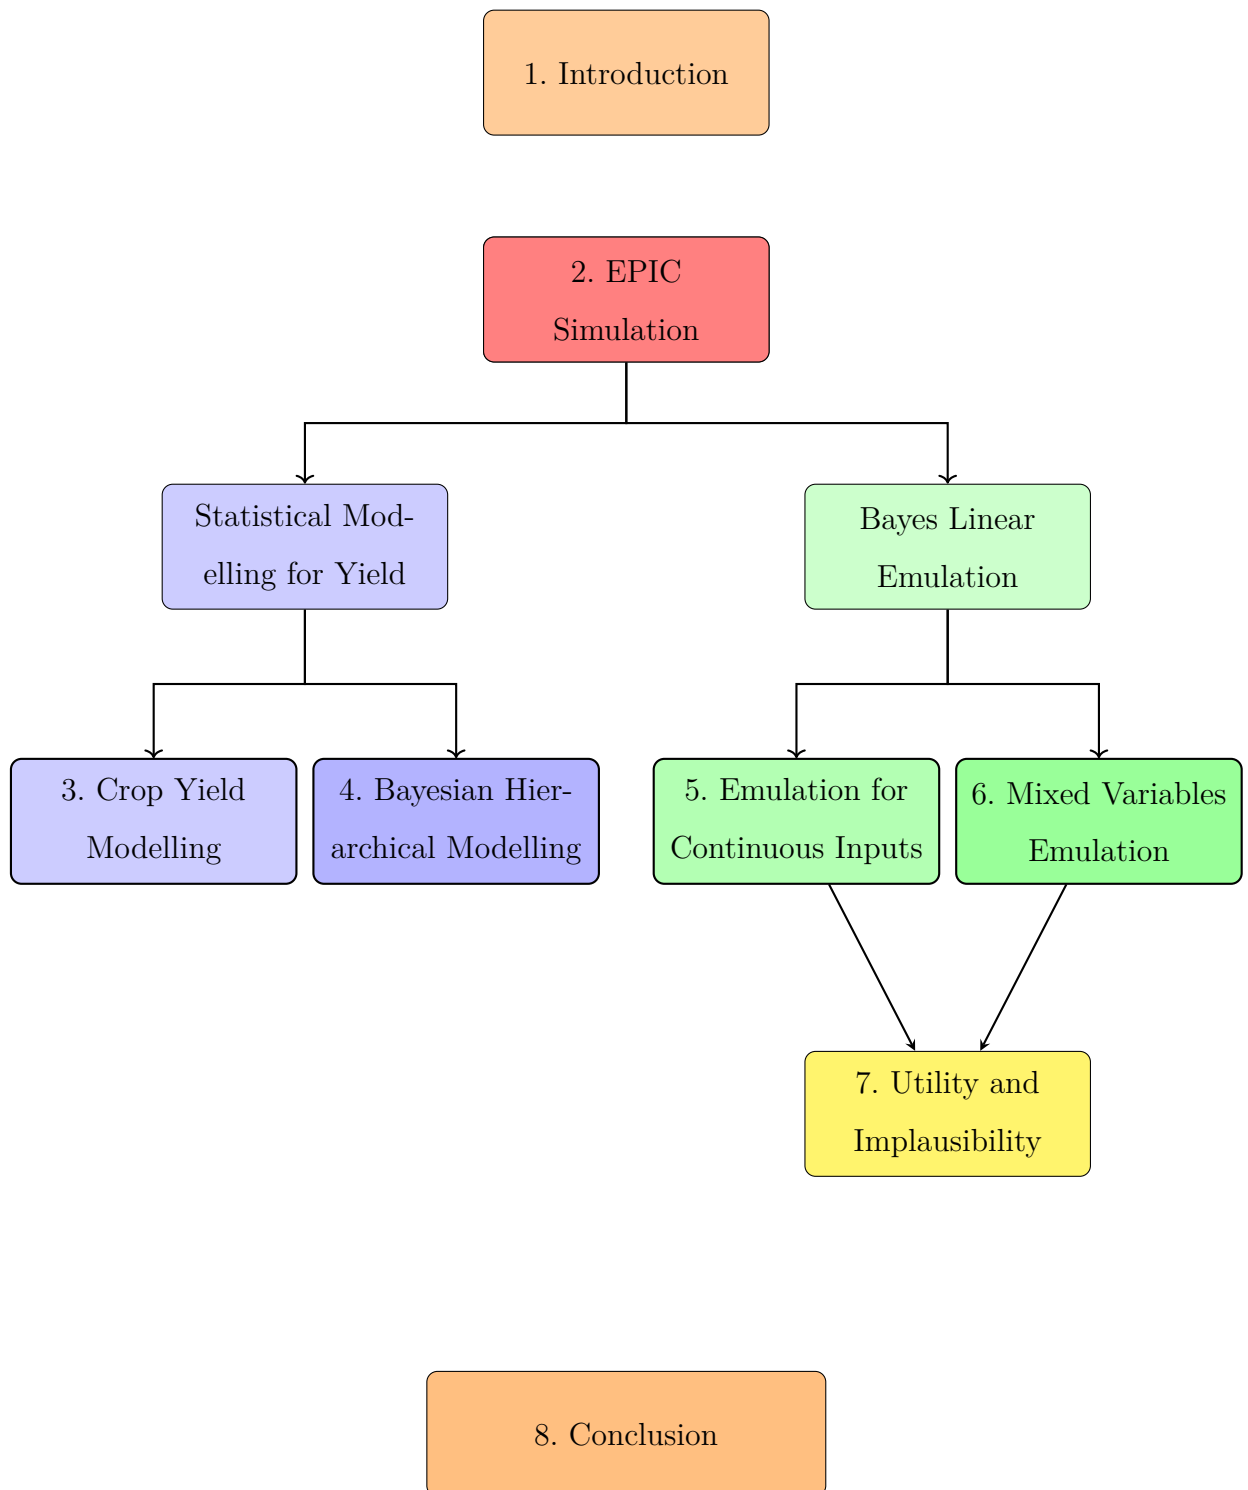 1. Introduction
2. EPIC
Simulation
Statistical Mod-
elling for Yield
Bayes Linear
Emulation
3. Crop Yield
Modelling
4. Bayesian Hier-
archical Modelling
5. Emulation for
Continuous Inputs
6. Mixed Variables
Emulation
7. Utility and
Implausibility
8. Conclusion